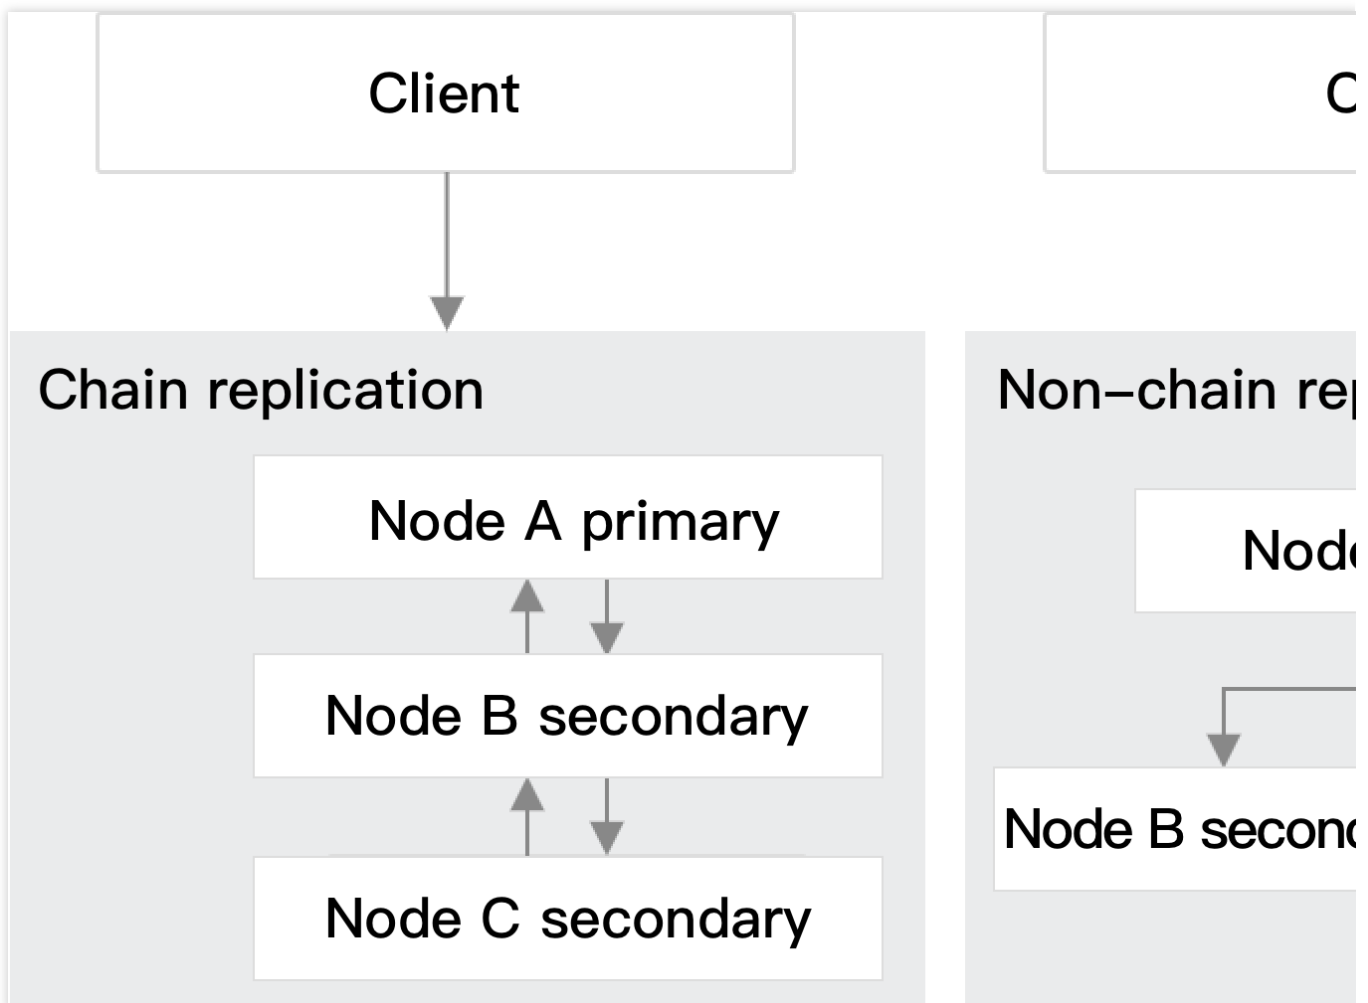 Client
Chain replication
Node A primary
Node B secondary
Node C secondary
Non–chain
Node B